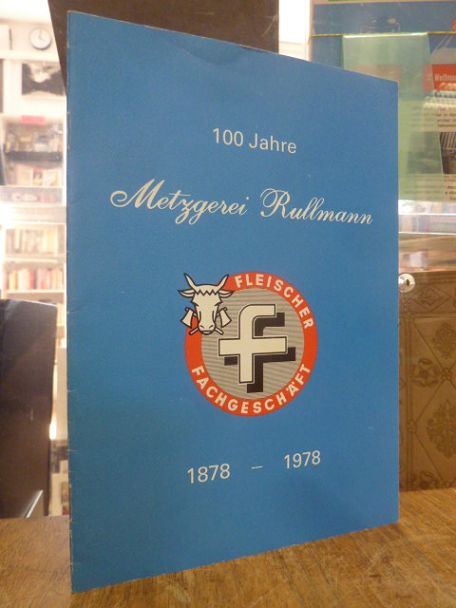 100 Jahre
Metzgerei Rullmann
FLEISCHER
f
FACHGESCHÄFT
1878 – 1978